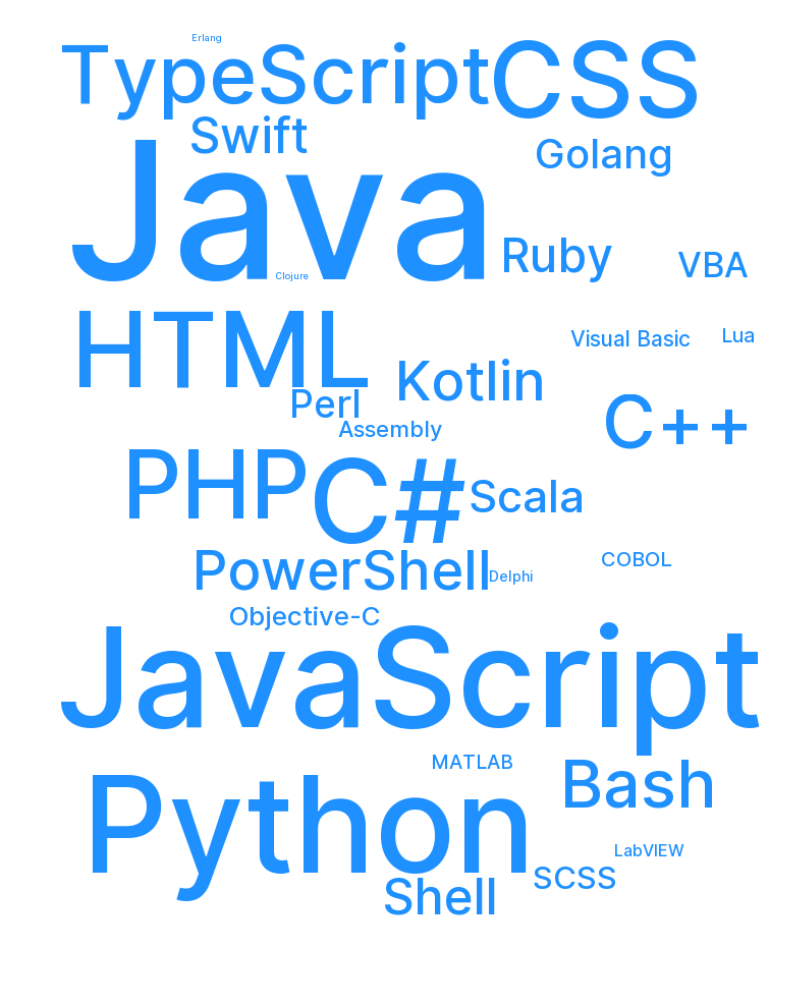 Erlang
TypeScript
CSS
Swift
Golang
Java
Ruby
VBA
Clojure
HTML
Visual Basic
Lua
Kotlin
Perl
C++
Assembly
PHP
C#
Scala
PowerShell
Delphi
COBOL
Objective-C
JavaScript
MATLAB
Bash
Python
LabVIEW
SCSS
Shell